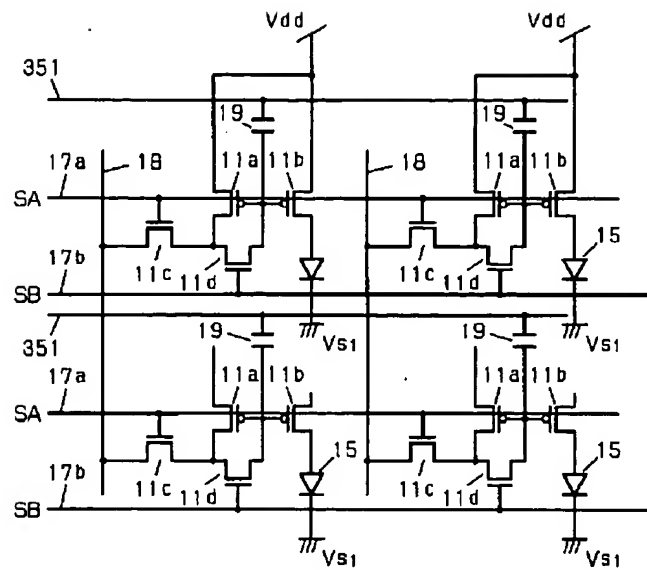 Vdd Vdd
351
19 19
17a 18 11a 11b 18 11a 11b
SA
15
17b 11c 11d 11c 11d
SB
19 19
351 Vs1 Vs1
17a 11a 11b 11a 11b
SA
15 15
17b 11c 11d 11c 11d
SB
Vs1 Vs1